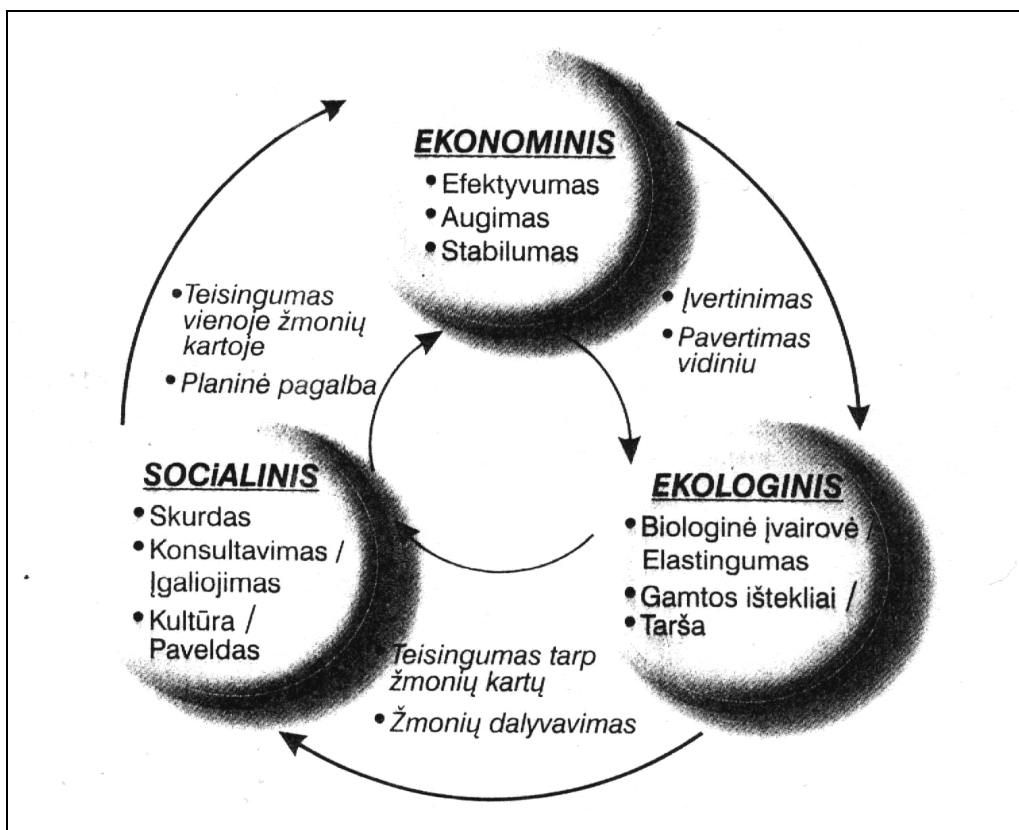 EKONOMINIS
• Efektyvumas
• Augimas
• Stabilumas
• Teisingumas
vienoje žmonių
kartoje
• Planinė pagalba
• Įvertinimas
• Pavertimas
vidiniu
SOCiALINIS
• Skurdas
• Konsultavimas /
Įgaliojimas
• Kultūra /
Paveldas
EKOLOGINIS
• Biologinė įvairovė /
Elastingumas
• Gamtos ištekliai /
• Tarša
• Teisingumas tarp
žmonių kartų
• Žmonių dalyvavimas